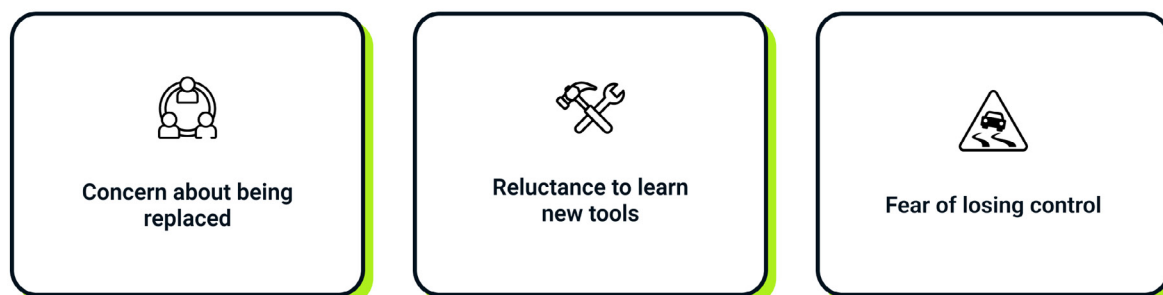 Concern about being
replaced
Reluctance to learn
new tools
Fear of losing control